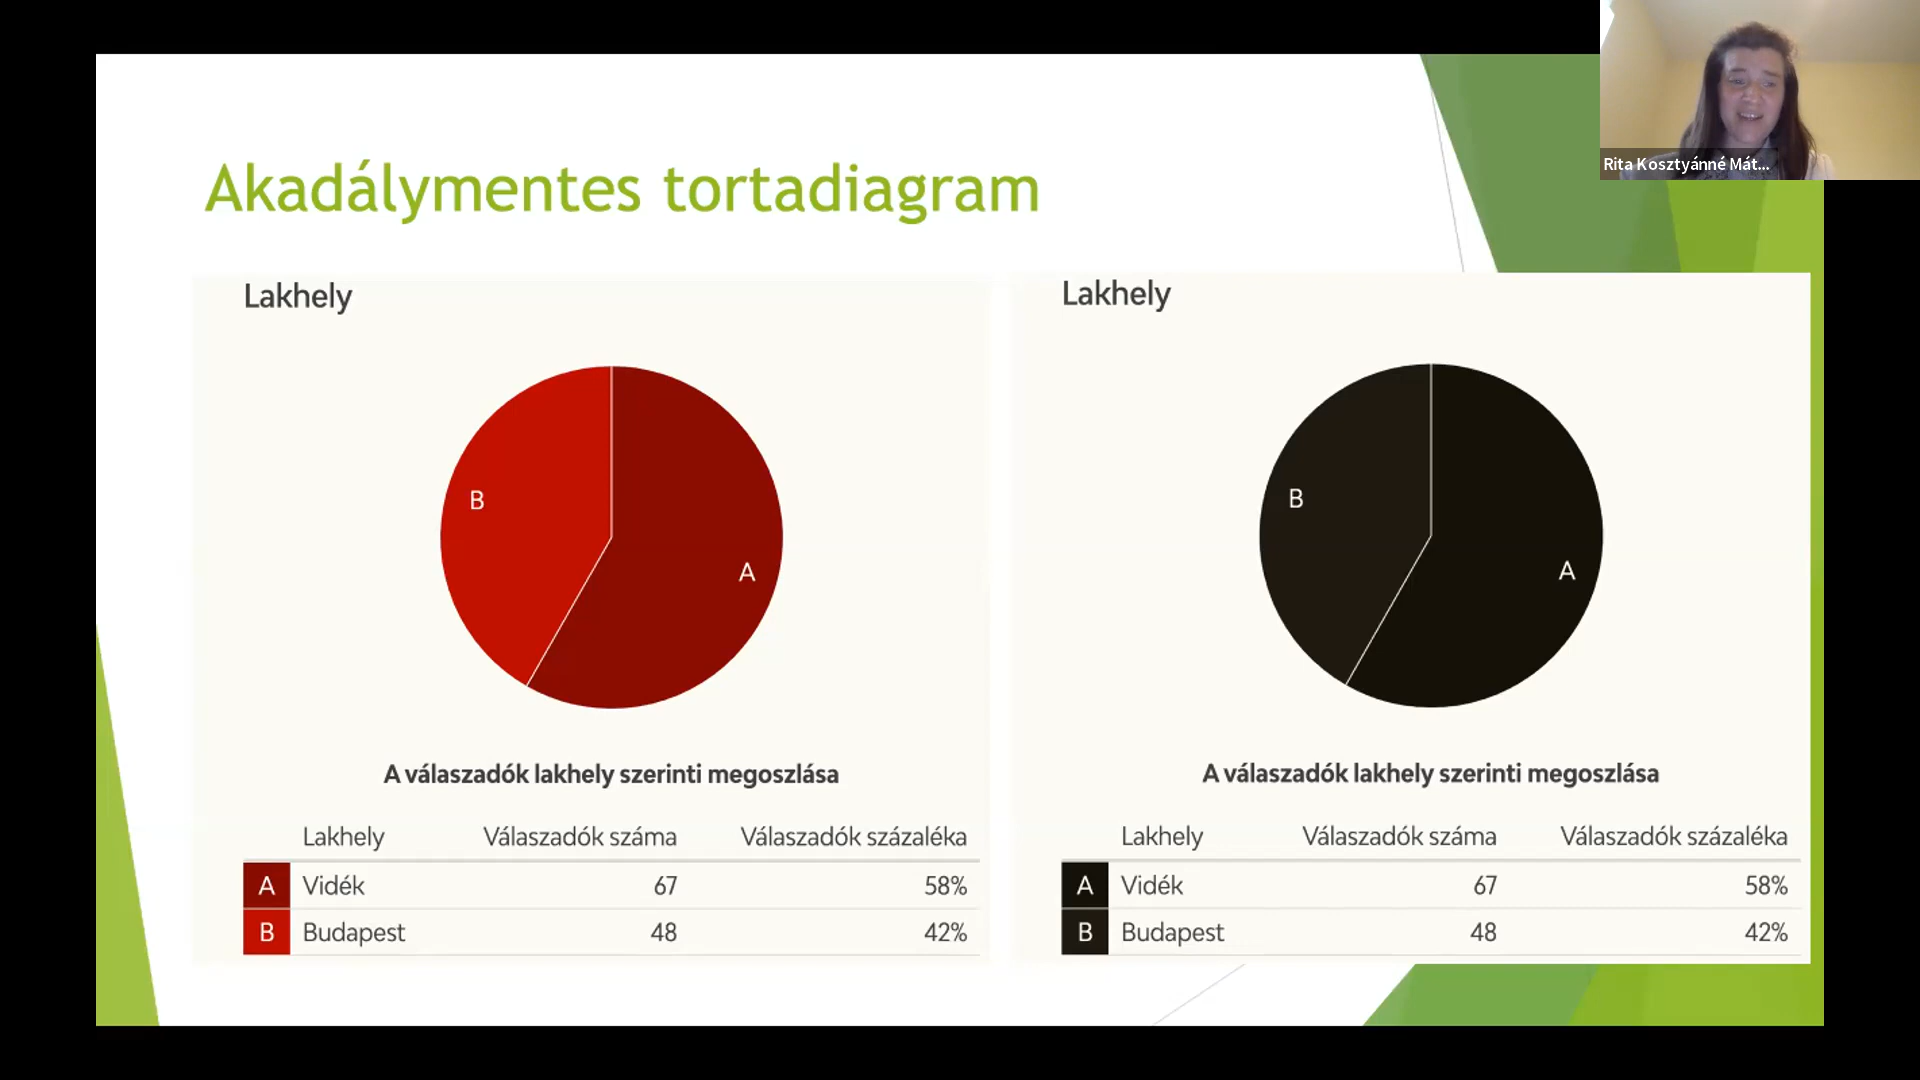 Rita Kosztyánné Mát...
Akadálymentes tortadiagram
Lakhely
B
A
A válaszadók lakhely szerinti megoszlása
Lakhely Válaszadók száma Válaszadók százaléka
A Vidék 67 58%
B Budapest 48 42%
Lakhely
B
A
A válaszadók lakhely szerinti megoszlása
Lakhely Válaszadók száma Válaszadók százaléka
A Vidék 67 58%
B Budapest 48 42%